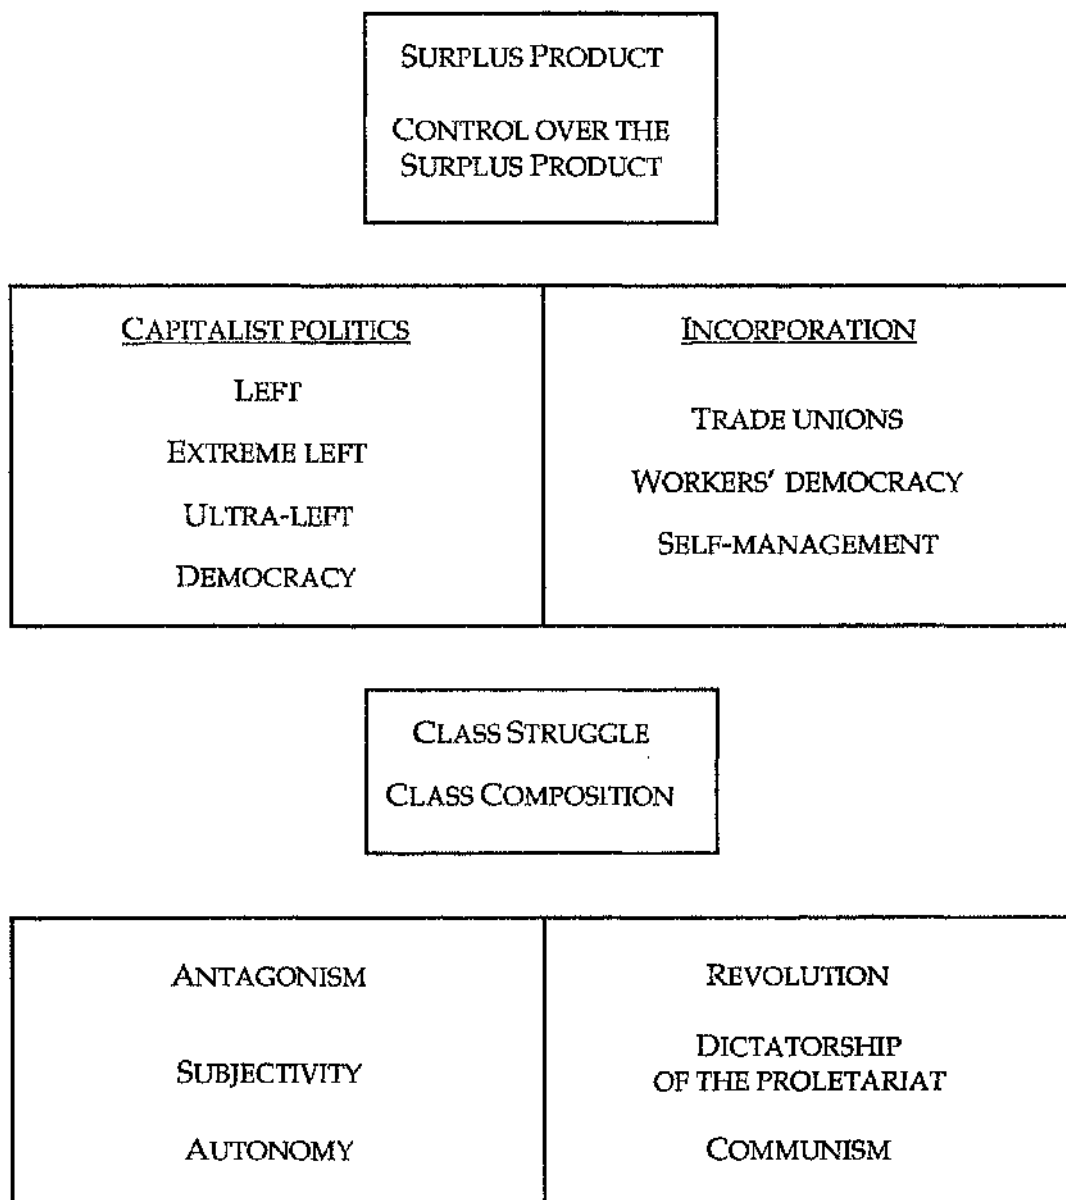 SURPLUS PRODUCT
CONTROL OVER THE
SURPLUS PRODUCT
CAPITALIST POLITICS
LEFT
EXTREME LEFT
ULTRA-LEFT
DEMOCRACY
INCORPORATION
TRADE UNIONS
WORKERS' DEMOCRACY
SELF-MANAGEMENT
CLASS STRUGGLE
CLASS COMPOSITION
ANTAGONISM
SUBJECTIVITY
AUTONOMY
REVOLUTION
DICTATORSHIP
OF THE PROLETARIAT
COMMUNISM